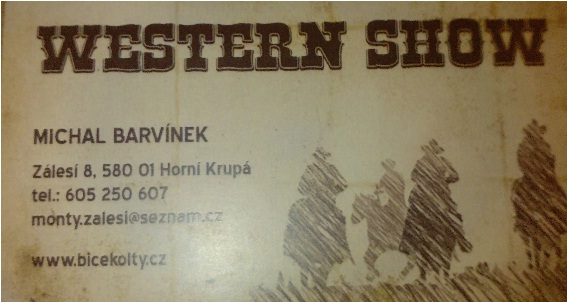 WESTERN SHOW
MICHAL BARVÍNEK
Zálesí 8, 580 01 Horní Krupá
tel.: 605 250 607
monty.zalesi@seznam.cz
www.bicekolty.cz